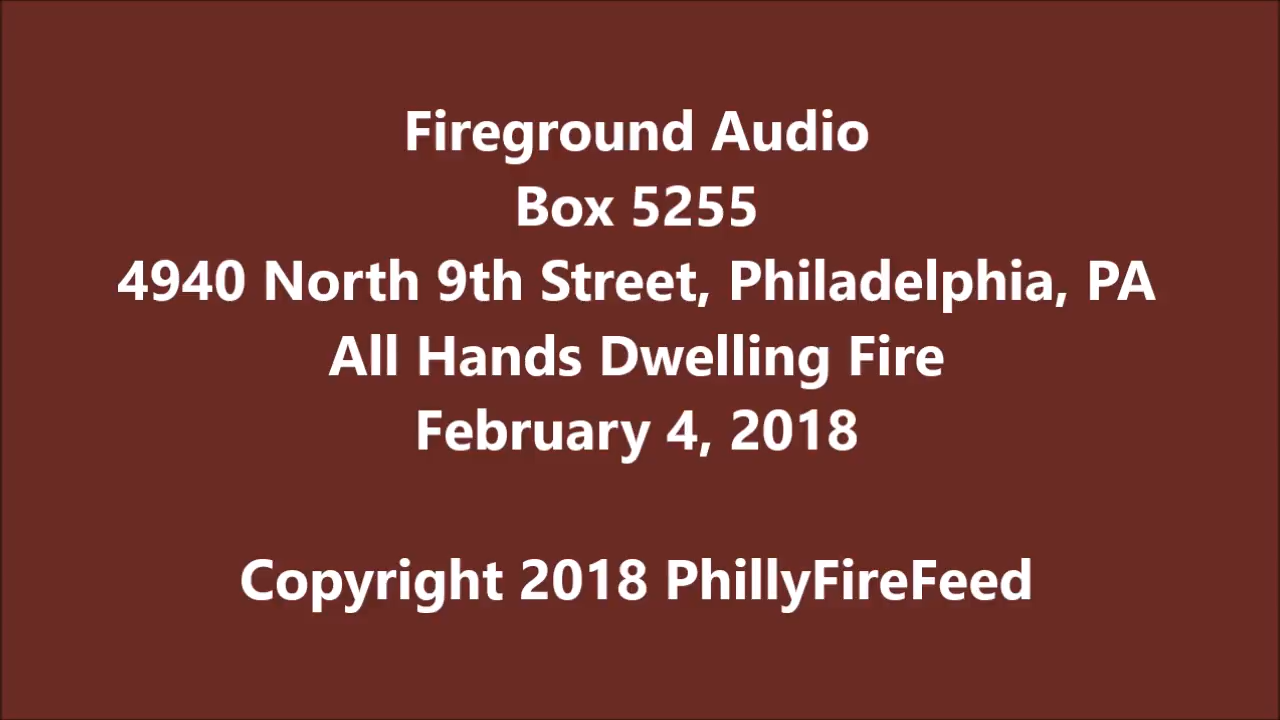 Fireground Audio
Box 5255
4940 North 9th Street, Philadelphia, PA
All Hands Dwelling Fire
February 4, 2018
Copyright 2018 PhillyFireFeed